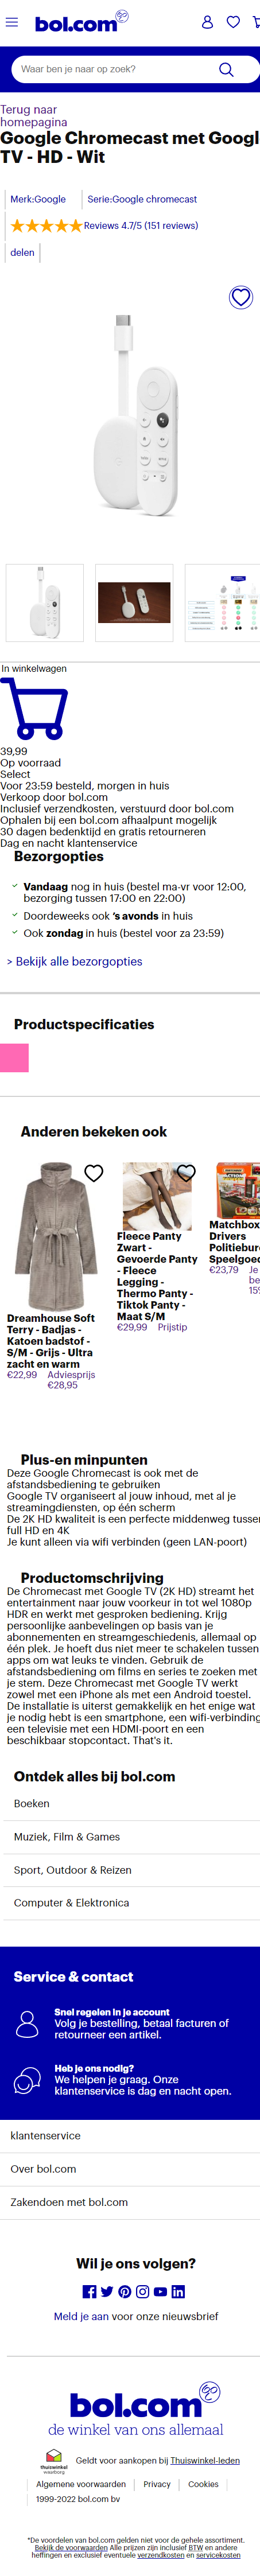 bol.com
Waar ben je naar op zoek?
Terug naar
homepagina
Google Chromecast met Googl
TV - HD - Wit
Merk:Google
Serie:Google chromecast
Reviews 4.7/5 (151 reviews)
delen
In winkelwagen
39,99
Op voorraad
Select
Voor 23:59 besteld, morgen in huis
Verkoop door bol.com
Inclusief verzendkosten, verstuurd door bol.com
Ophalen bij een bol.com afhaalpunt mogelijk
30 dagen bedenktijd en gratis retourneren
Dag en nacht klantenservice
Bezorgopties
Vandaag nog in huis (bestel ma-vr voor 12:00,
bezorging tussen 17:00 en 22:00)
Doordeweeks ook ’s avonds in huis
Ook zondag in huis (bestel voor za 23:59)
> Bekijk alle bezorgopties
Productspecificaties
Anderen bekeken ook
Dreamhouse Soft
Terry - Badjas -
Katoen badstof -
S/M - Grijs - Ultra
zacht en warm
€22,99
Adviesprijs
€28,95
Fleece Panty
Zwart -
Gevoerde Panty
- Fleece
Legging -
Thermo Panty -
Tiktok Panty -
Maat S/M
€29,99
Prijstip
Matchbox
Drivers
Politiebur
Speelgoed
€23,79
Je
be
15%
Plus-en minpunten
Deze Google Chromecast is ook met de
afstandsbediening te gebruiken
Google TV organiseert al jouw inhoud, met al je
streamingdiensten, op één scherm
De 2K HD kwaliteit is een perfecte middenweg tussen
full HD en 4K
Je kunt alleen via wifi verbinden (geen LAN-poort)
Productomschrijving
De Chromecast met Google TV (2K HD) streamt het
entertainment naar jouw voorkeur in tot wel 1080p
HDR en werkt met gesproken bediening. Krijg
persoonlijke aanbevelingen op basis van je
abonnementen en streamgeschiedenis, allemaal op
één plek. Je hoeft dus niet meer te schakelen tussen
apps om wat leuks te vinden. Gebruik de
afstandsbediening om films en series te zoeken met
je stem. Deze Chromecast met Google TV werkt
zowel met een iPhone als met een Android toestel.
De installatie is uiterst gemakkelijk en het enige wat
je nodig hebt is een smartphone, een wifi-verbinding,
een televisie met een HDMI-poort en een
beschikbaar stopcontact. That's it.
Ontdek alles bij bol.com
Boeken
Muziek, Film & Games
Sport, Outdoor & Reizen
Computer & Elektronica
Service & contact
Snel regelen in je account
Volg je bestelling, betaal facturen of
retourneer een artikel.
Heb je ons nodig?
We helpen je graag. Onze
klantenservice is dag en nacht open.
klantenservice
Over bol.com
Zakendoen met bol.com
Wil je ons volgen?
Meld je aan voor onze nieuwsbrief
bol.com
de winkel van ons allemaal
thuiswinkel
waarborg
Geldt voor aankopen bij Thuiswinkel-leden
Algemene voorwaarden
Privacy
Cookies
1999-2022 bol.com bv
*De voordelen van bol.com gelden niet voor de gehele assortiment.
Bekijk de voorwaarden Alle prijzen zijn inclusief BTW en andere
heffingen en exclusief eventuele verzendkosten en servicekosten